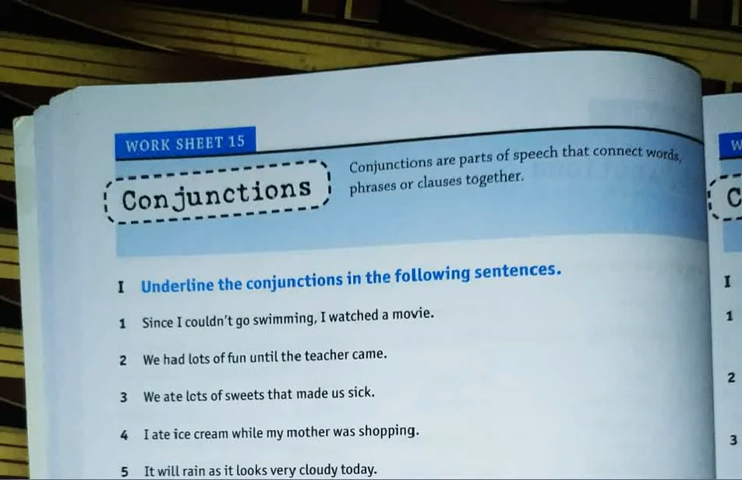 WORK SHEET 15
Conjunctions
Conjunctions are parts of speech that connect words,
phrases or clauses together.
I Underline the conjunctions in the following sentences.
1 Since I couldn't go swimming, I watched a movie.
2 We had lots of fun until the teacher came.
3 We ate lots of sweets that made us sick.
4 I ate ice cream while my mother was shopping.
5 It will rain as it looks very cloudy today.
W
C
I
1
2
3